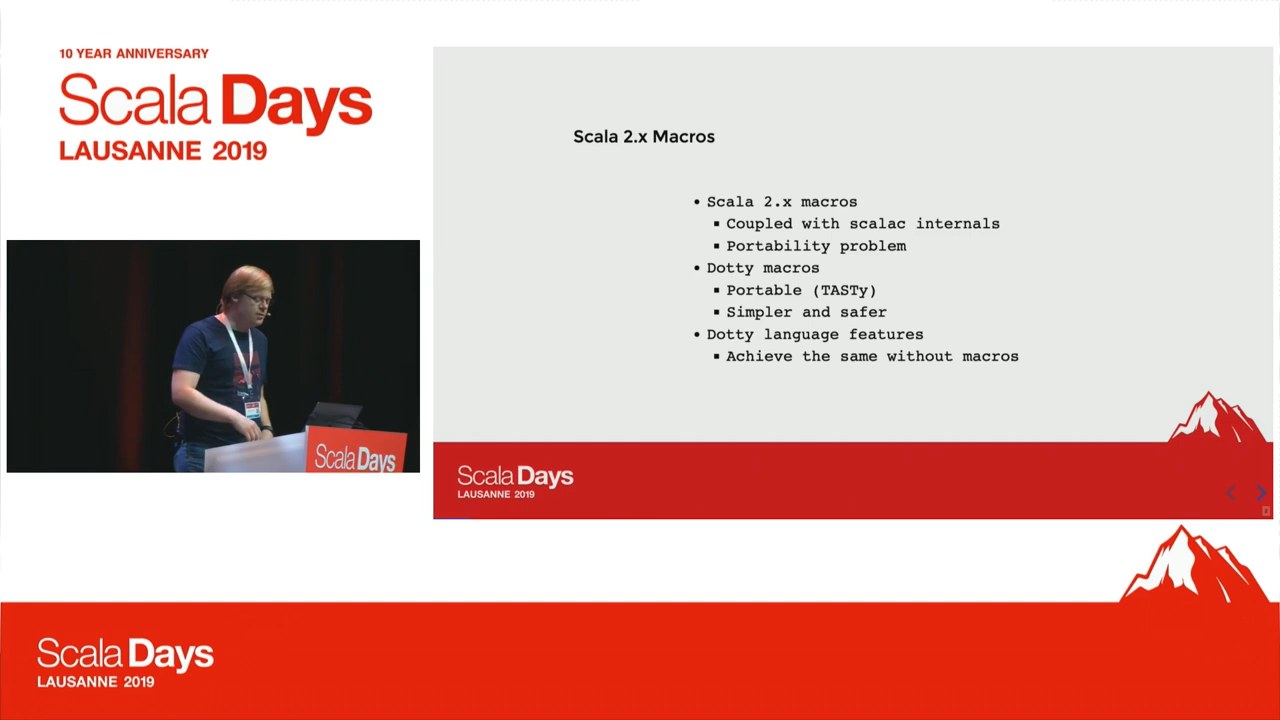 10 YEAR ANNIVERSARY
Scala Days
LAUSANNE 2019
Scala 2.x Macros
• Scala 2.x macros
▪ Coupled with scalac internals
▪ Portability problem
• Dotty macros
▪ Portable (TASTy)
▪ Simpler and safer
• Dotty language features
▪ Achieve the same without macros
Scala Days
Scala Days
LAUSANNE 2019
Scala Days
LAUSANNE 2019